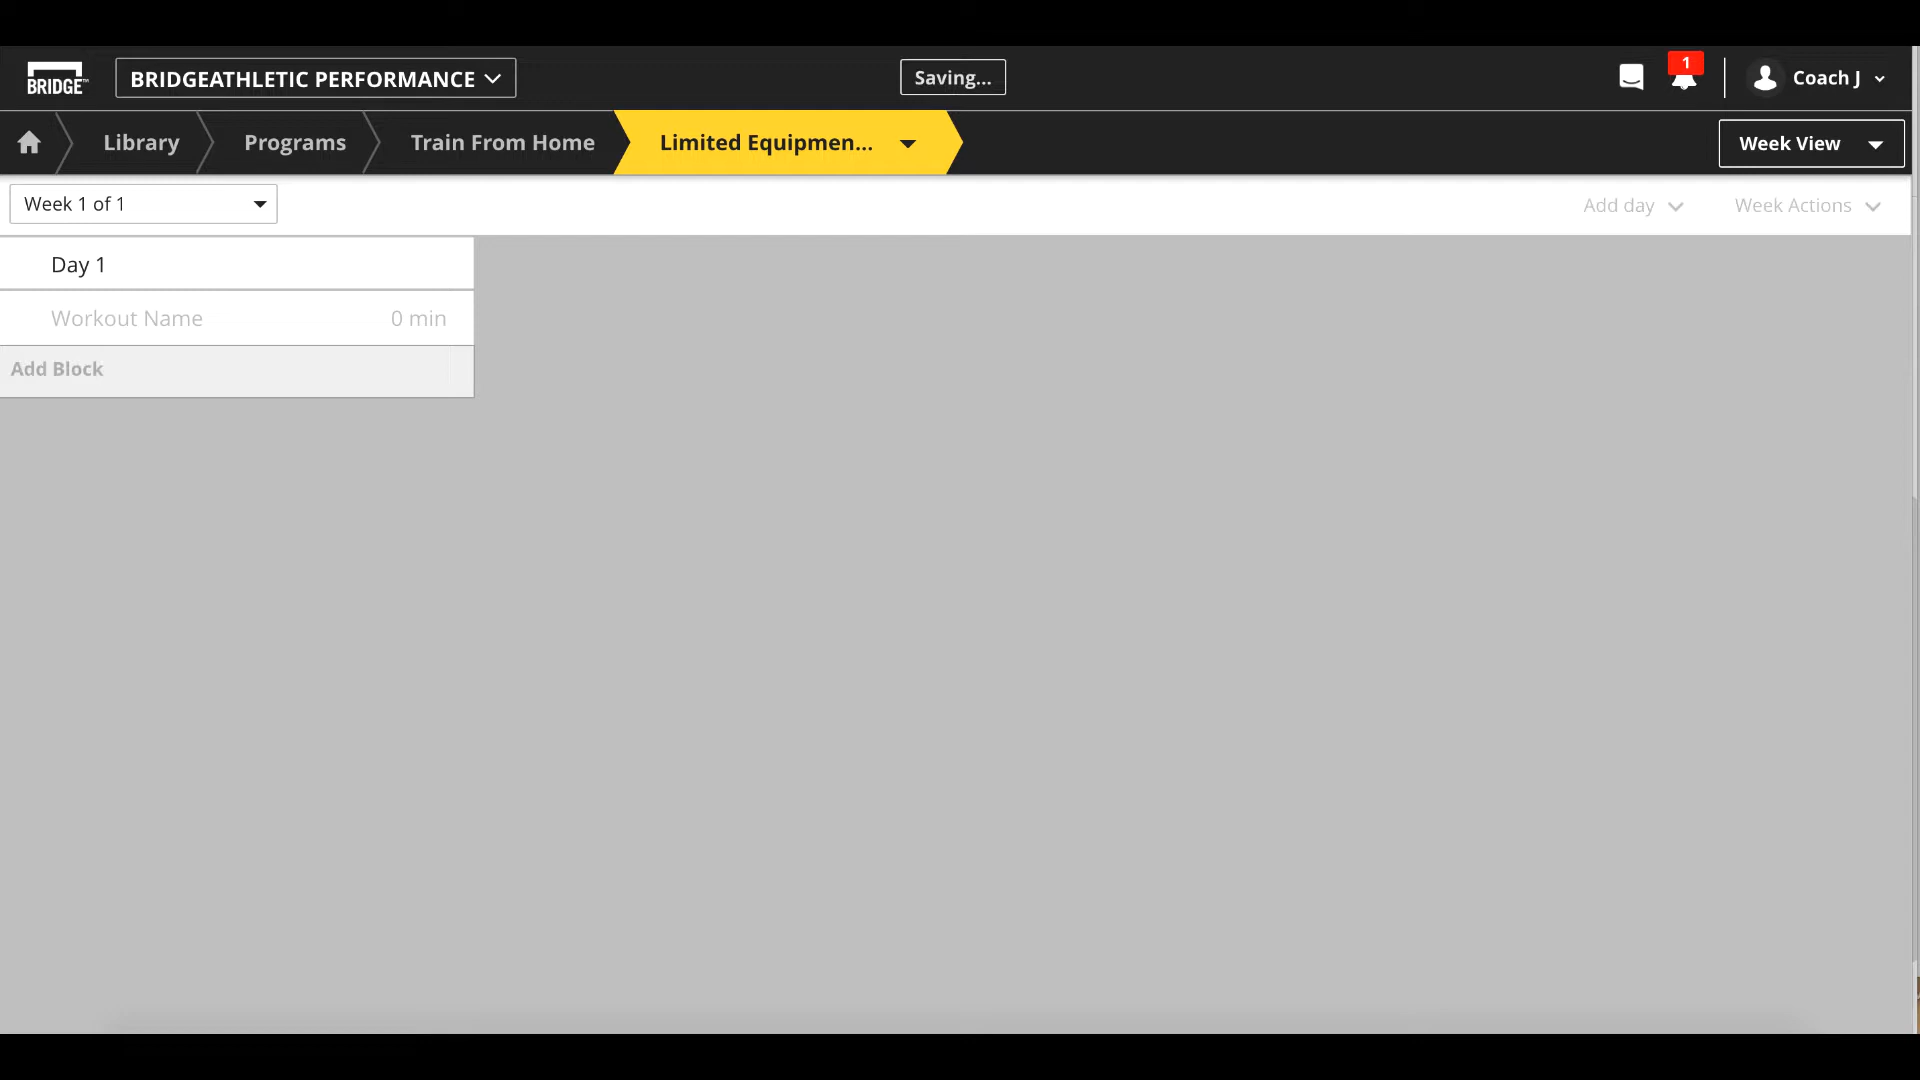 BRIDGE™
BRIDGEATHLETIC PERFORMANCE
Saving...
1
Coach J
Library
Programs
Train From Home
Limited Equipmen...
Week View
Week 1 of 1
Add day
Week Actions
Day 1
Workout Name
0 min
Add Block